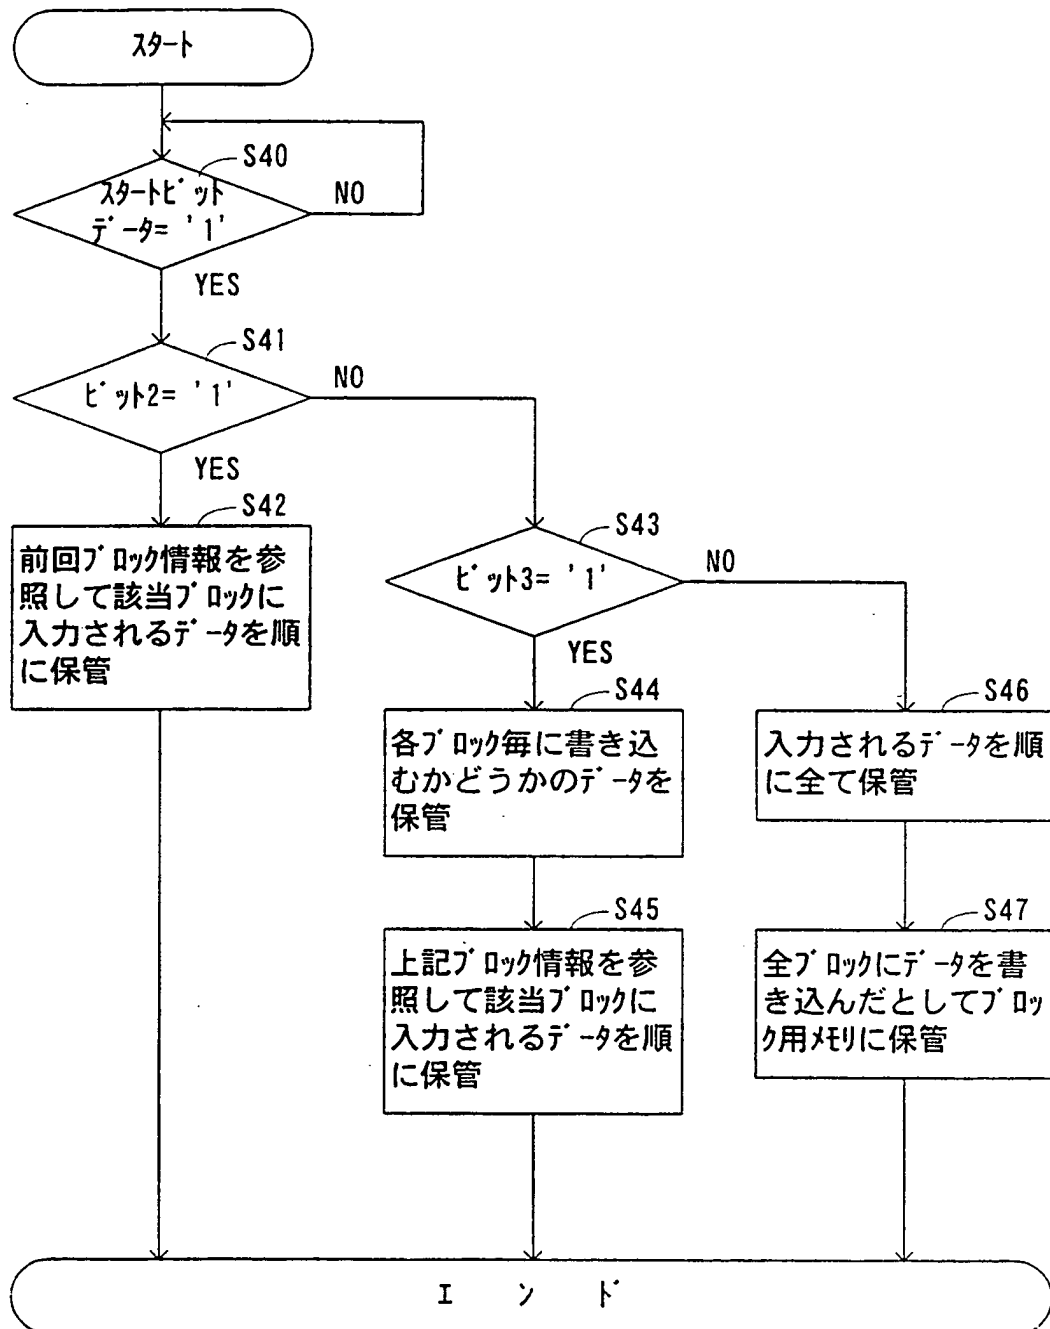 スタート
S40
スタートビット
データ= '1'
NO
YES
S41
ビット2= '1'
NO
YES
S42
前回ブロック情報を参
照して該当ブロックに
入力されるデータを順
に保管
S43
ビット3= '1'
NO
YES
S44
各ブロック毎に書き込
むかどうかのデータを
保管
S45
上記ブロック情報を参
照して該当ブロックに
入力されるデータを順
に保管
S46
入力されるデータを順
に全て保管
S47
全ブロックにデータを書
き込んだとしてブロッ
ク用メモリに保管
エンド